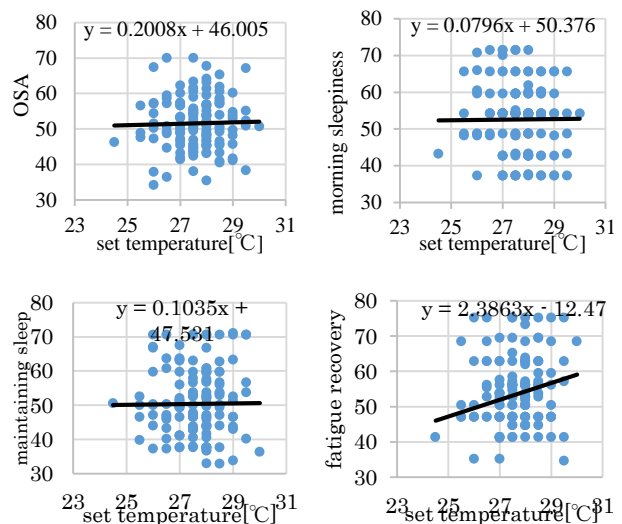 y = 0.2008x + 46.005
80
70
60
50
40
30
OSA
23 25 27 29 31
set temperature[℃]
y = 0.0796x + 50.376
80
70
60
50
40
30
morning sleepiness
23 25 27 29 31
set temperature[℃]
y = 0.1035x +
47.531
80
70
60
50
40
30
maintaining sleep
23 25 27 29 31
set temperature[℃]
y = 2.3863x - 12.47
80
70
60
50
40
30
fatigue recovery
23 25 27 29 31
set temperature[℃]